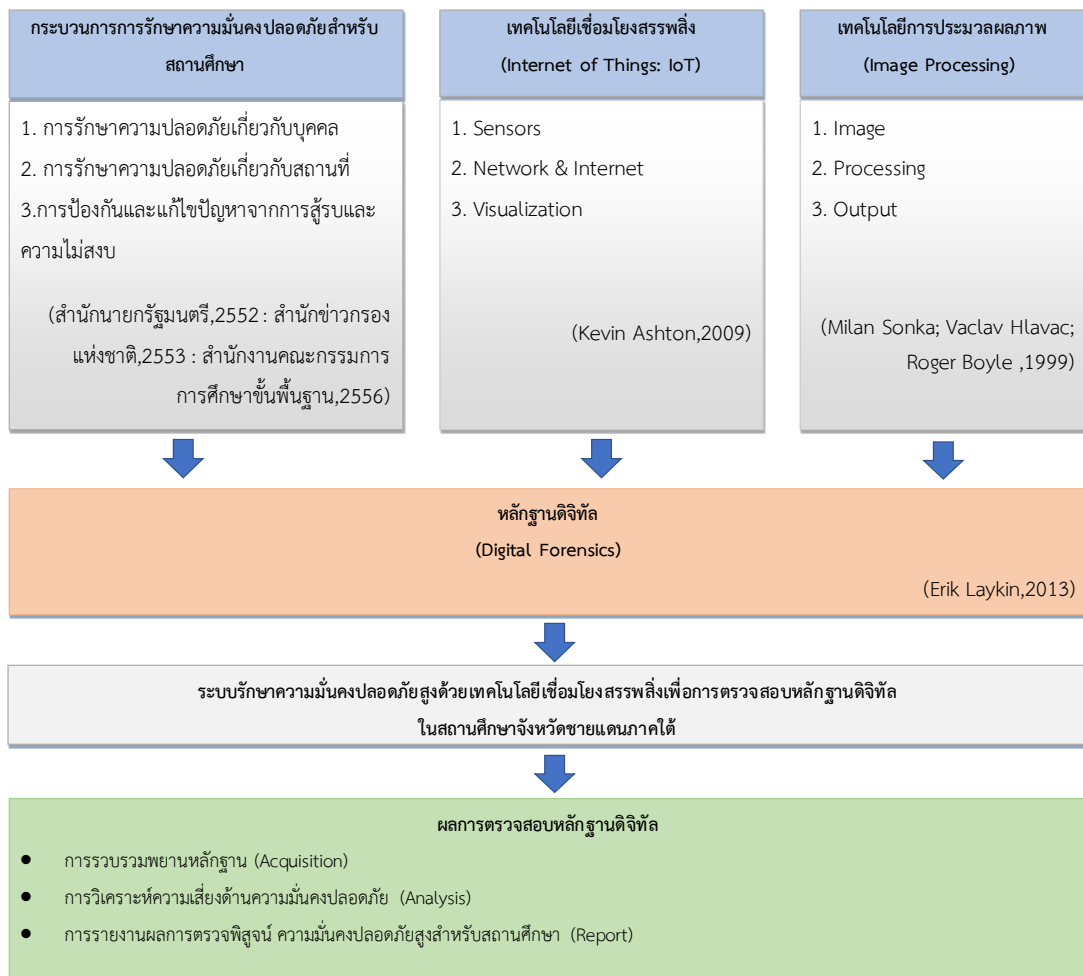 กระบวนการการรักษาความมั่นคงปลอดภัยสำหรับ
สถานศึกษา
1. การรักษาความปลอดภัยเกี่ยวกับบุคคล
2. การรักษาความปลอดภัยเกี่ยวกับสถานที่
3.การป้องกันและแก้ไขปัญหาจากการสู้รบและ
ความไม่สงบ
(สำนักนายกรัฐมนตรี,2552 : สำนักข่าวกรอง
แห่งชาติ,2553 : สำนักงานคณะกรรมการ
การศึกษาขั้นพื้นฐาน,2556)
เทคโนโลยีเชื่อมโยงสรรพสิ่ง
(Internet of Things: IoT)
1. Sensors
2. Network & Internet
3. Visualization
(Kevin Ashton,2009)
เทคโนโลยีการประมวลผลภาพ
(Image Processing)
1. Image
2. Processing
3. Output
(Milan Sonka; Vaclav Hlavac;
Roger Boyle ,1999)
หลักฐานดิจิทัล
(Digital Forensics)
(Erik Laykin,2013)
ระบบรักษาความมั่นคงปลอดภัยสูงด้วยเทคโนโลยีเชื่อมโยงสรรพสิ่งเพื่อการตรวจสอบหลักฐานดิจิทัล
ในสถานศึกษาจังหวัดชายแดนภาคใต้
ผลการตรวจสอบหลักฐานดิจิทัล
● การรวบรวมพยานหลักฐาน (Acquisition)
● การวิเคราะห์ความเสี่ยงด้านความมั่นคงปลอดภัย (Analysis)
● การรายงานผลการตรวจพิสูจน์ ความมั่นคงปลอดภัยสูงสำหรับสถานศึกษา (Report)